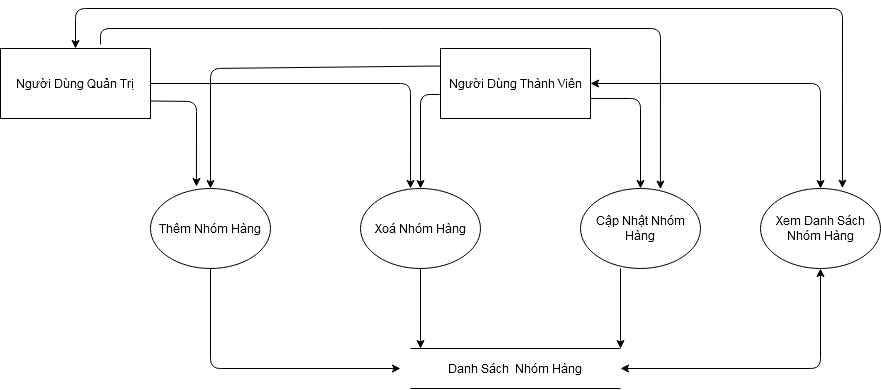 Người Dùng Quản Trị
Người Dùng Thành Viên
Thêm Nhóm Hàng
Xoá Nhóm Hàng
Cập Nhật Nhóm
Hàng
Xem Danh Sách
Nhóm Hàng
Danh Sách Nhóm Hàng